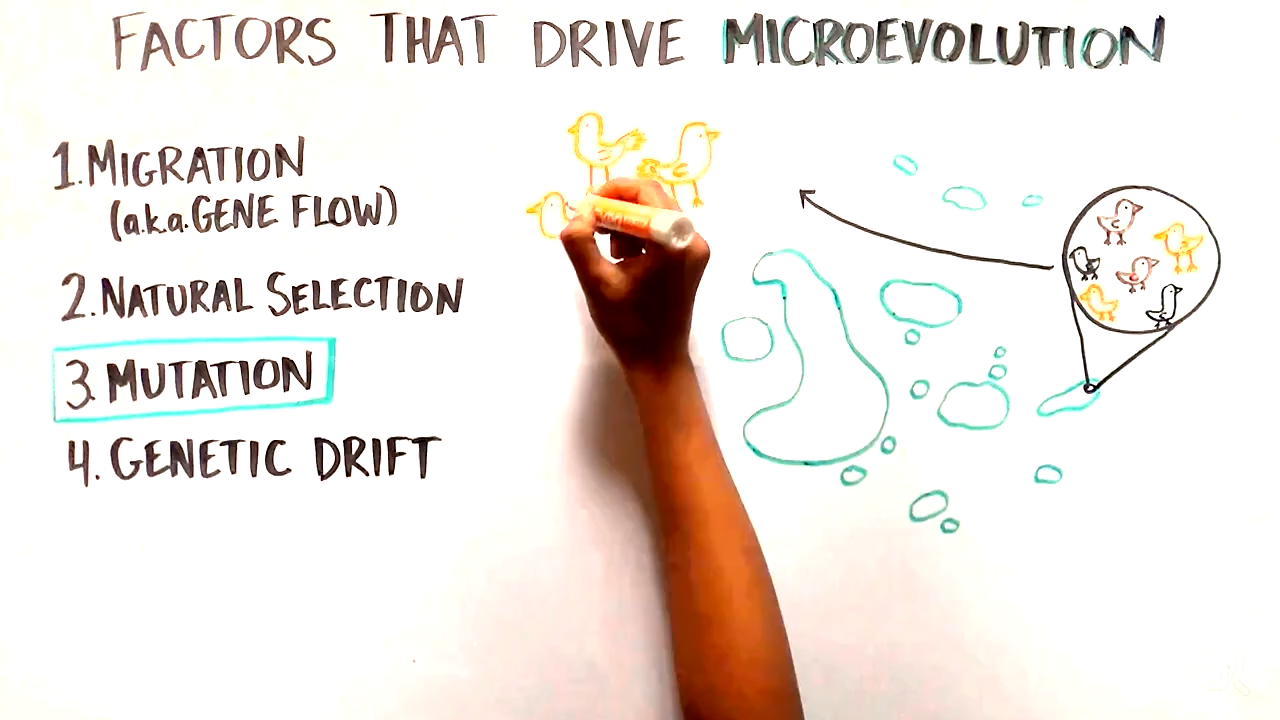 FACTORS THAT DRIVE MICROEVOLUTION
1. MIGRATION
(a.k.a. GENE FLOW)
2. NATURAL SELECTION
3. MUTATION
4. GENETIC DRIFT